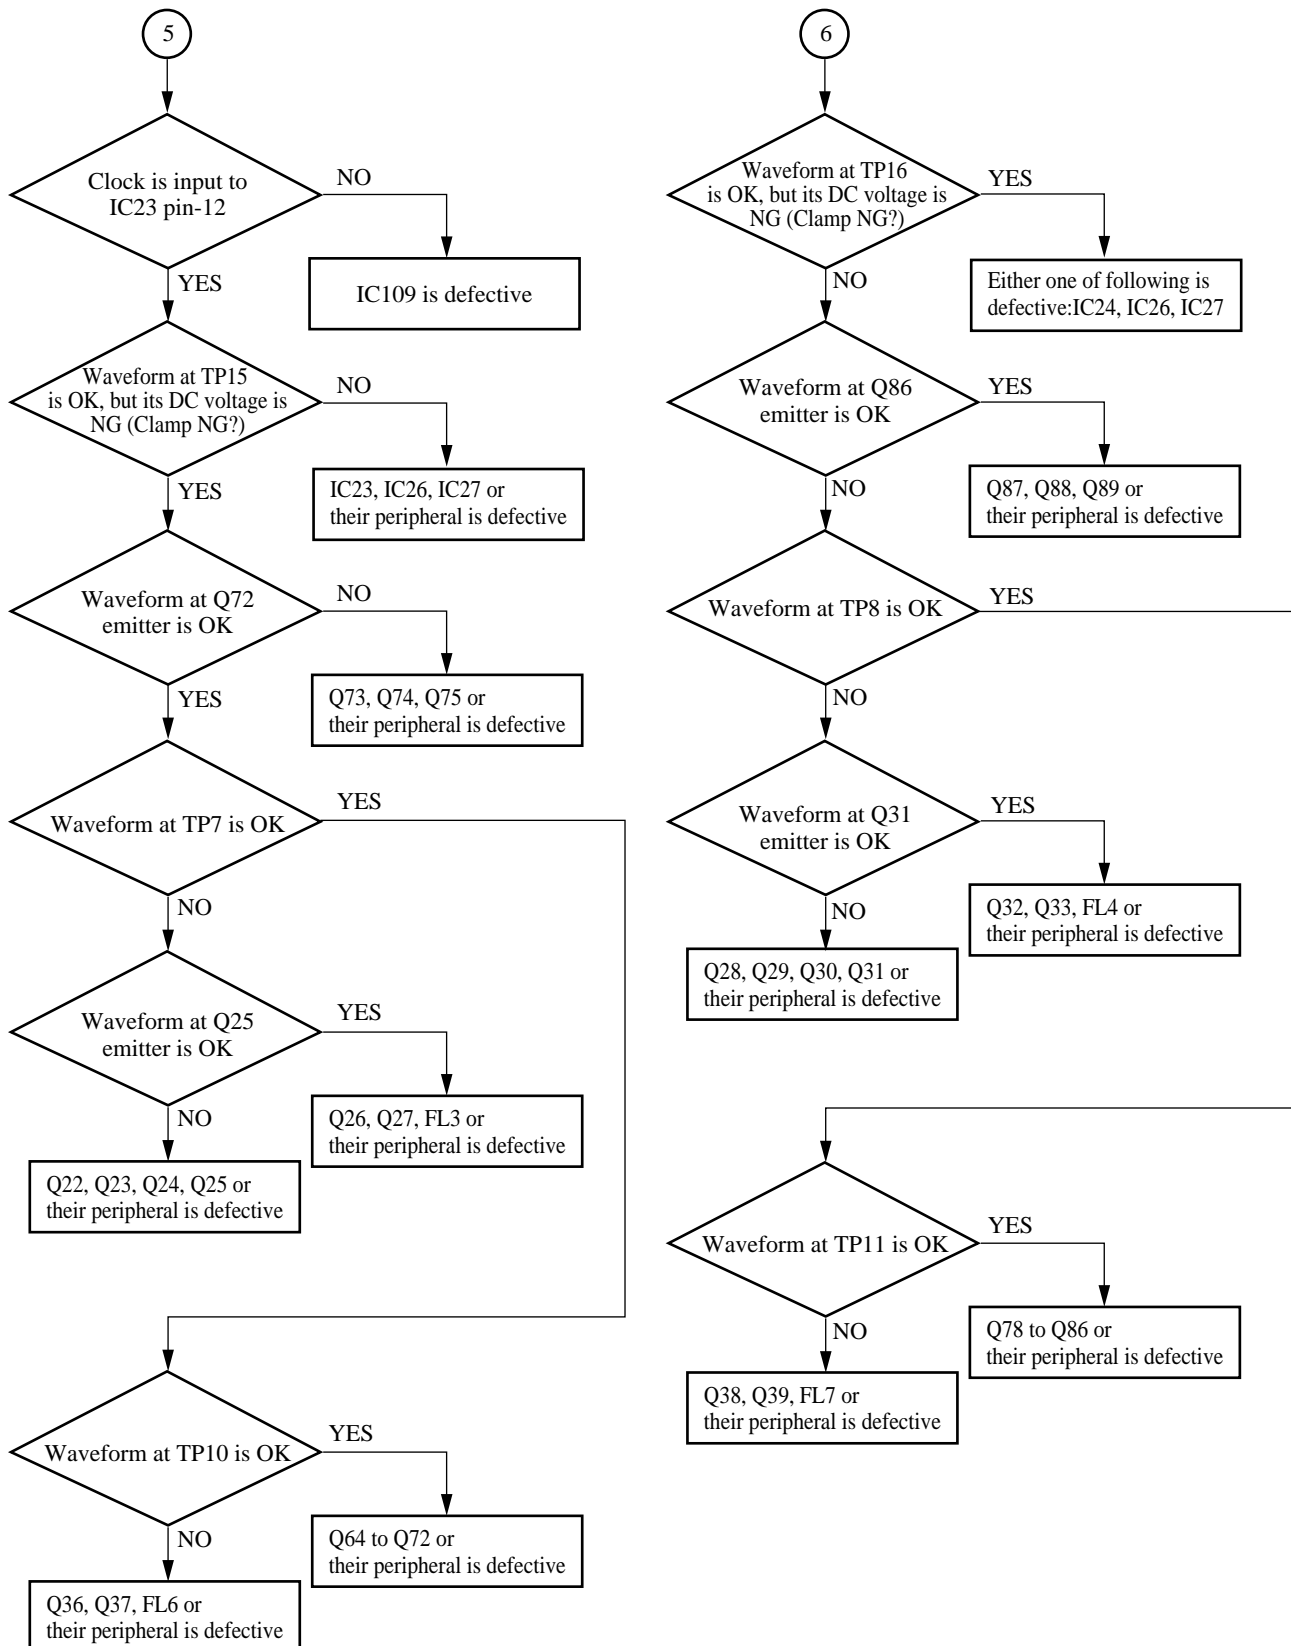 5
Clock is input to
IC23 pin-12
NO
YES
IC109 is defective
Waveform at TP15
is OK, but its DC voltage is
NG (Clamp NG?)
NO
YES
IC23, IC26, IC27 or
their peripheral is defective
Waveform at Q72
emitter is OK
NO
YES
Q73, Q74, Q75 or
their peripheral is defective
Waveform at TP7 is OK
YES
NO
Waveform at Q25
emitter is OK
YES
NO
Q26, Q27, FL3 or
their peripheral is defective
Q22, Q23, Q24, Q25 or
their peripheral is defective
Waveform at TP10 is OK
YES
NO
Q64 to Q72 or
their peripheral is defective
Q36, Q37, FL6 or
their peripheral is defective
6
Waveform at TP16
is OK, but its DC voltage is
NG (Clamp NG?)
YES
NO
Either one of following is
defective:IC24, IC26, IC27
Waveform at Q86
emitter is OK
YES
NO
Q87, Q88, Q89 or
their peripheral is defective
Waveform at TP8 is OK
YES
NO
Waveform at Q31
emitter is OK
YES
NO
Q32, Q33, FL4 or
their peripheral is defective
Q28, Q29, Q30, Q31 or
their peripheral is defective
Waveform at TP11 is OK
YES
NO
Q78 to Q86 or
their peripheral is defective
Q38, Q39, FL7 or
their peripheral is defective